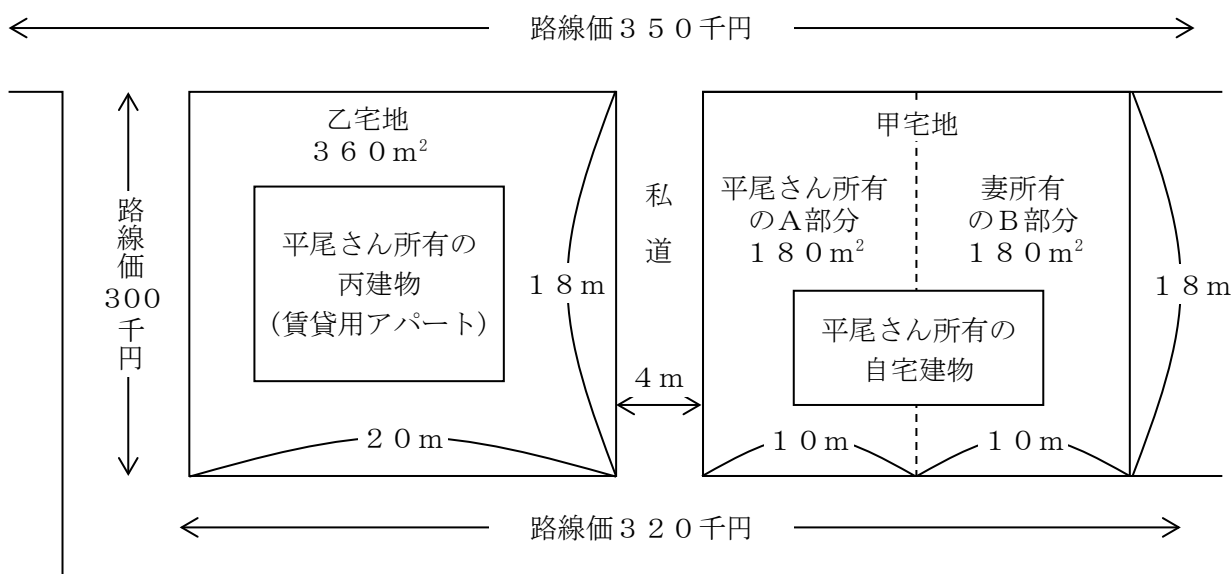 路線価３５０千円
乙宅地
３６０ｍ²
平尾さん所有の
丙建物
（賃貸用アパート）
１８ｍ
２０ｍ
路線価
300
千円
私
道
４ｍ
甲宅地
平尾さん所有
のＡ部分
１８０ｍ²
妻所有
のＢ部分
１８０ｍ²
平尾さん所有の
自宅建物
１０ｍ
１０ｍ
１８ｍ
路線価３２０千円